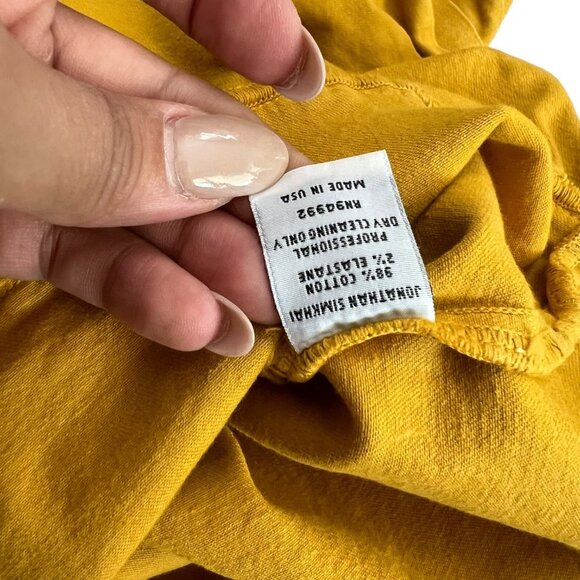 JONATHAN SIMKHAI
98% COTTON
2% ELASTANE
PROFESSIONAL
DRY CLEANING ONLY
RN94992
MADE IN USA